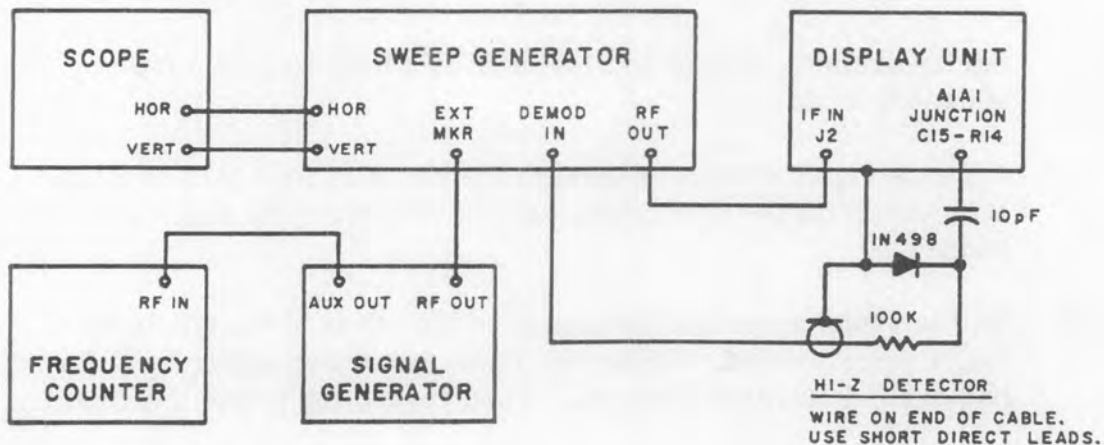 SCOPE
HOR
VERT
SWEEP GENERATOR
HOR
VERT
EXT
MKR
DEMOD
IN
RF
OUT
DISPLAY UNIT
IF IN
J2
A1A1
JUNCTION
C15-R14
10pF
1N498
100K
HI-Z DETECTOR
WIRE ON END OF CABLE.
USE SHORT DIRECT LEADS.
RF IN
FREQUENCY
COUNTER
AUX OUT
RF OUT
SIGNAL
GENERATOR